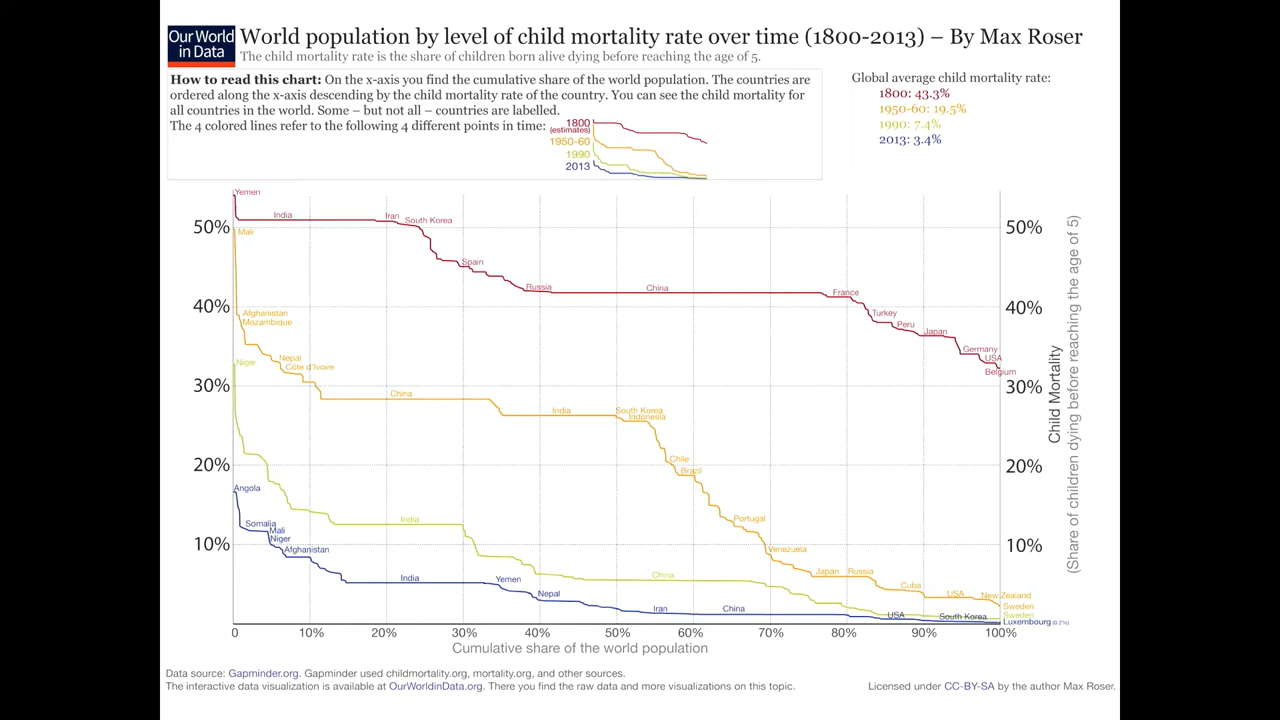 Our World
in Data
World population by level of child mortality rate over time (1800-2013) – By Max Roser
The child mortality rate is the share of children born alive dying before reaching the age of 5.
How to read this chart: On the x-axis you find the cumulative share of the world population. The countries are
ordered along the x-axis descending by the child mortality rate of the country. You can see the child mortality for
all countries in the world. Some – but not all – countries are labelled.
The 4 colored lines refer to the following 4 different points in time:
1800
(estimates)
1950-60
1990
2013
Global average child mortality rate:
1800: 43.3%
1950-60: 19.5%
1990: 7.4%
2013: 3.4%
Yemen
India
Iran
South Korea
Spain
Russia
China
France
Turkey
Peru
Japan
Germany
USA
Belgium
Mali
Afghanistan
Mozambique
Nepal
Côte d'Ivoire
China
India
South Korea
Indonesia
Chile
Brazil
Portugal
Venezuela
Japan
Russia
Cuba
USA
New Zealand
Sweden
Niger
India
China
Sweden
Angola
Somalia
Mali
Niger
Afghanistan
India
Yemen
Nepal
Iran
China
USA
South Korea
Luxembourg (0.2%)
50%
40%
30%
20%
10%
50%
40%
30%
20%
10%
Child Mortality
(Share of children dying before reaching the age of 5)
0 10% 20% 30% 40% 50% 60% 70% 80% 90% 100%
Cumulative share of the world population
Data source: Gapminder.org. Gapminder used childmortality.org, mortality.org, and other sources.
The interactive data visualization is available at OurWorldinData.org. There you find the raw data and more visualizations on this topic.
Licensed under CC-BY-SA by the author Max Roser.